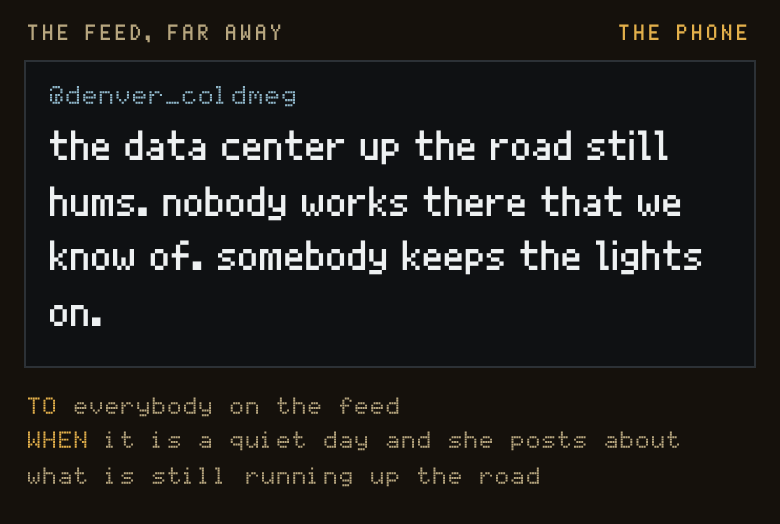 THE FEED, FAR AWAY
THE PHONE
@denver_coldmeg
the data center up the road still
hums. nobody works there that we
know of. somebody keeps the lights
on.
TO everybody on the feed
WHEN it is a quiet day and she posts about
what is still running up the road